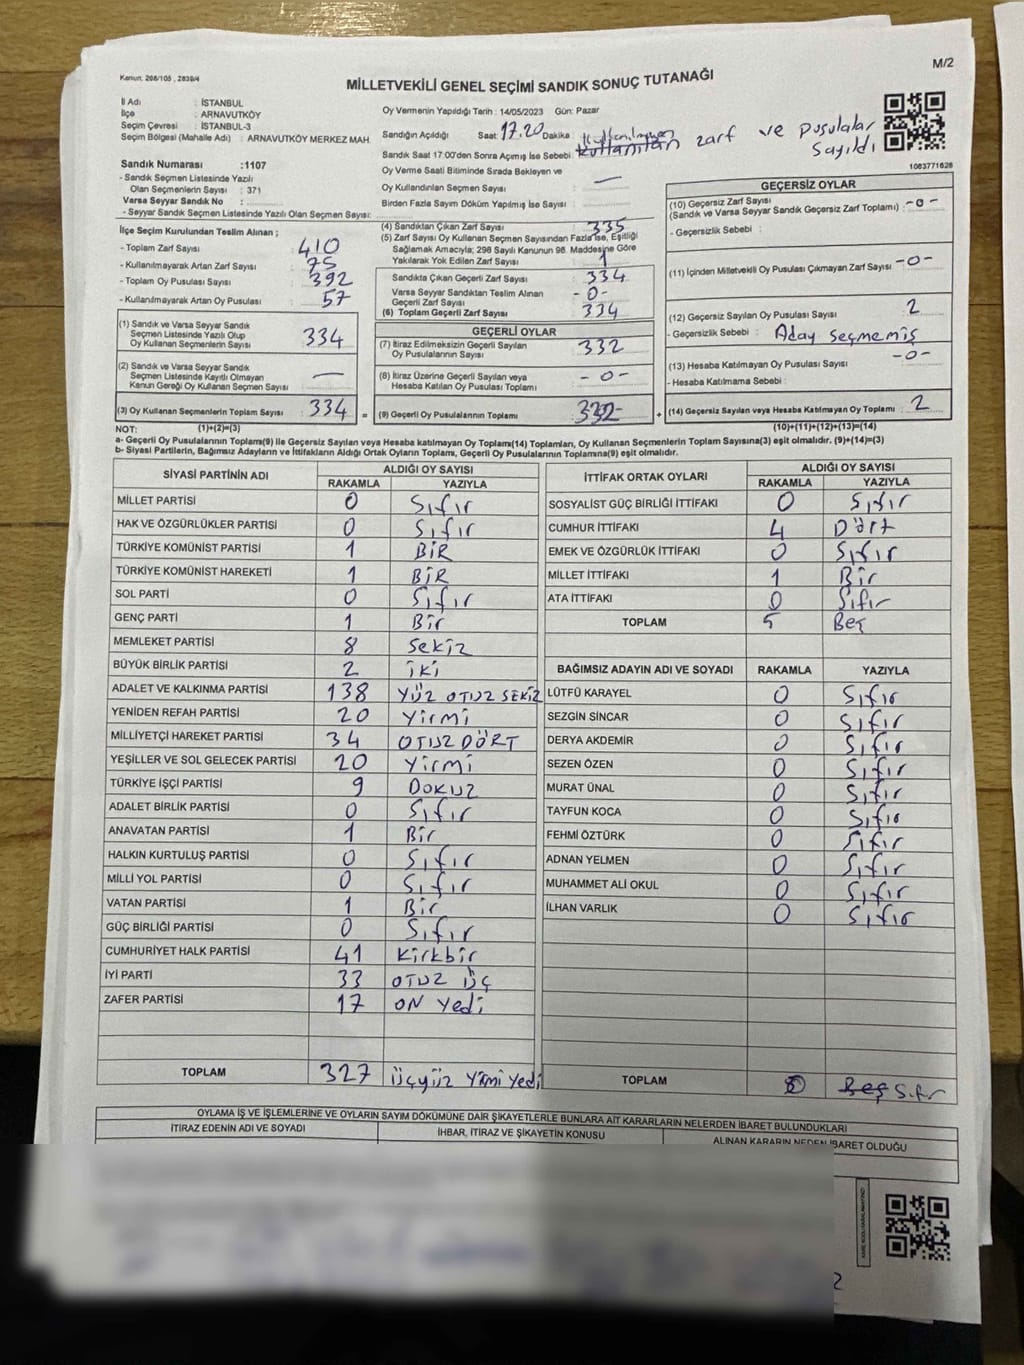 Kanun: 298/105 , 2839/4
MİLLETVEKİLİ GENEL SEÇİMİ SANDIK SONUÇ TUTANAĞI
M/2
İl Adı : İSTANBUL
İlçe : ARNAVUTKÖY
Seçim Çevresi : İSTANBUL-3
Seçim Bölgesi (Mahalle Adı) : ARNAVUTKÖY MERKEZ MAH
Sandık Numarası :1107
- Sandık Seçmen Listesinde Yazılı
Olan Seçmenlerin Sayısı : 371
Varsa Seyyar Sandık No :
- Seyyar Sandık Seçmen Listesinde Yazılı Olan Seçmen Sayısı:
Oy Vermenin Yapıldığı Tarih : 14/05/2023 Gün: Pazar
Sandığın Açıldığı Saat: 17.20 Dakika
Sandık Saat 17:00'den Sonra Açımış İse Sebebi: Kullanılmayan zarf ve pusulalar sayıldı
Oy Verme Saati Bitiminde Sırada Bekleyen ve
Oy Kullandırılan Seçmen Sayısı : —
Birden Fazla Sayım Döküm Yapılmış İse Sayısı :
1083771628
İlçe Seçim Kurulundan Teslim Alınan ;
- Toplam Zarf Sayısı : 410
- Kullanılmayarak Artan Zarf Sayısı : 75
- Toplam Oy Pusulası Sayısı : 392
- Kullanılmayarak Artan Oy Pusulası : 57
(1) Sandık ve Varsa Seyyar Sandık
Seçmen Listesinde Yazılı Olup
Oy Kullanan Seçmenlerin Sayısı 334
(2) Sandık ve Varsa Seyyar Sandık
Seçmen Listesinde Kayıtlı Olmayan
Kanun Gereği Oy Kullanan Seçmen Sayısı : —
(3) Oy Kullanan Seçmenlerin Toplam Sayısı : 334 =
(4) Sandıktan Çıkan Zarf Sayısı : 335
(5) Zarf Sayısı Oy Kullanan Seçmen Sayısından Fazla İse, Eşitliği
Sağlamak Amacıyla; 298 Sayılı Kanunun 98. Maddesine Göre
Yakılarak Yok Edilen Zarf Sayısı : 1
Sandıkta Çıkan Geçerli Zarf Sayısı : 334
Varsa Seyyar Sandıktan Teslim Alınan
Geçerli Zarf Sayısı : -0-
(6) Toplam Geçerli Zarf Sayısı : 334
GEÇERLİ OYLAR
(7) İtiraz Edilmeksizin Geçerli Sayılan
Oy Pusulalarının Sayısı : 332
(8) İtiraz Üzerine Geçerli Sayılan veya
Hesaba Katılan Oy Pusulası Toplamı : -0-
(9) Geçerli Oy Pusulalarının Toplamı : 332 +
GEÇERSİZ OYLAR
(10) Geçersiz Zarf Sayısı
(Sandık ve Varsa Seyyar Sandık Geçersiz Zarf Toplamı) : -0-
- Geçersizlik Sebebi :
(11) İçinden Milletvekili Oy Pusulası Çıkmayan Zarf Sayısı -0-
(12) Geçersiz Sayılan Oy Pusulası Sayısı : 2
- Geçersizlik Sebebi : Aday seçmemiş
(13) Hesaba Katılmayan Oy Pusulası Sayısı : -0-
- Hesaba Katılmama Sebebi :
(14) Geçersiz Sayılan veya Hesaba Katılmayan Oy Toplamı : 2
NOT: (1)+(2)=(3) (10)+(11)+(12)+(13)=(14)
a- Geçerli Oy Pusulalarının Toplamı(9) ile Geçersiz Sayılan veya Hesaba katılmayan Oy Toplamı(14) Toplamları, Oy Kullanan Seçmenlerin Toplam Sayısına(3) eşit olmalıdır. (9)+(14)=(3)
b- Siyasi Partilerin, Bağımsız Adayların ve İttifakların Aldığı Ortak Oyların Toplamı, Geçerli Oy Pusulalarının Toplamına(9) eşit olmalıdır.
SİYASİ PARTİNİN ADI ALDIĞI OY SAYISI
RAKAMLA YAZIYLA
MİLLET PARTİSİ 0 Sıfır
HAK VE ÖZGÜRLÜKLER PARTİSİ 0 Sıfır
TÜRKİYE KOMÜNİST PARTİSİ 1 BİR
TÜRKİYE KOMÜNİST HAREKETİ 1 BİR
SOL PARTİ 0 Sıfır
GENÇ PARTİ 1 Bir
MEMLEKET PARTİSİ 8 Sekiz
BÜYÜK BİRLİK PARTİSİ 2 iki
ADALET VE KALKINMA PARTİSİ 138 YÜZ OTUZ SEKİZ
YENİDEN REFAH PARTİSİ 20 Yirmi
MİLLİYETÇİ HAREKET PARTİSİ 34 OTUZ DÖRT
YEŞİLLER VE SOL GELECEK PARTİSİ 20 Yirmi
TÜRKİYE İŞÇİ PARTİSİ 9 DOKUZ
ADALET BİRLİK PARTİSİ 0 Sıfır
ANAVATAN PARTİSİ 1 Bir
HALKIN KURTULUŞ PARTİSİ 0 Sıfır
MİLLİ YOL PARTİSİ 0 Sıfır
VATAN PARTİSİ 1 Bir
GÜÇ BİRLİĞİ PARTİSİ 0 Sıfır
CUMHURİYET HALK PARTİSİ 41 Kirkbir
İYİ PARTİ 33 OTUZ ÜÇ
ZAFER PARTİSİ 17 ON Yedi
TOPLAM 327 üçyüz Yirmi Yedi
İTTİFAK ORTAK OYLARI ALDIĞI OY SAYISI
RAKAMLA YAZIYLA
SOSYALİST GÜÇ BİRLİĞİ İTTİFAKI 0 Sıfır
CUMHUR İTTİFAKI 4 Dört
EMEK VE ÖZGÜRLÜK İTTİFAKI 0 Sıfır
MİLLET İTTİFAKI 1 Bir
ATA İTTİFAKI 0 Sıfır
TOPLAM 5 Beş
BAĞIMSIZ ADAYIN ADI VE SOYADI RAKAMLA YAZIYLA
LÜTFÜ KARAYEL 0 Sıfır
SEZGİN SİNCAR 0 Sıfır
DERYA AKDEMİR 0 Sıfır
SEZEN ÖZEN 0 Sıfır
MURAT ÜNAL 0 Sıfır
TAYFUN KOCA 0 Sıfır
FEHMİ ÖZTÜRK 0 Sıfır
ADNAN YELMEN 0 Sıfır
MUHAMMET ALİ OKUL 0 Sıfır
İLHAN VARLIK 0 Sıfır
TOPLAM 0 Beş Sıfır
OYLAMA İŞ VE İŞLEMLERİNE VE OYLARIN SAYIM DÖKÜMÜNE DAİR ŞİKAYETLERLE BUNLARA AİT KARARLARIN NELERDEN İBARET BULUNDUKLARI
İTİRAZ EDENİN ADI VE SOYADI İHBAR, İTİRAZ VE ŞİKAYETİN KONUSU ALINAN KARARIN NEDEN İBARET OLDUĞU